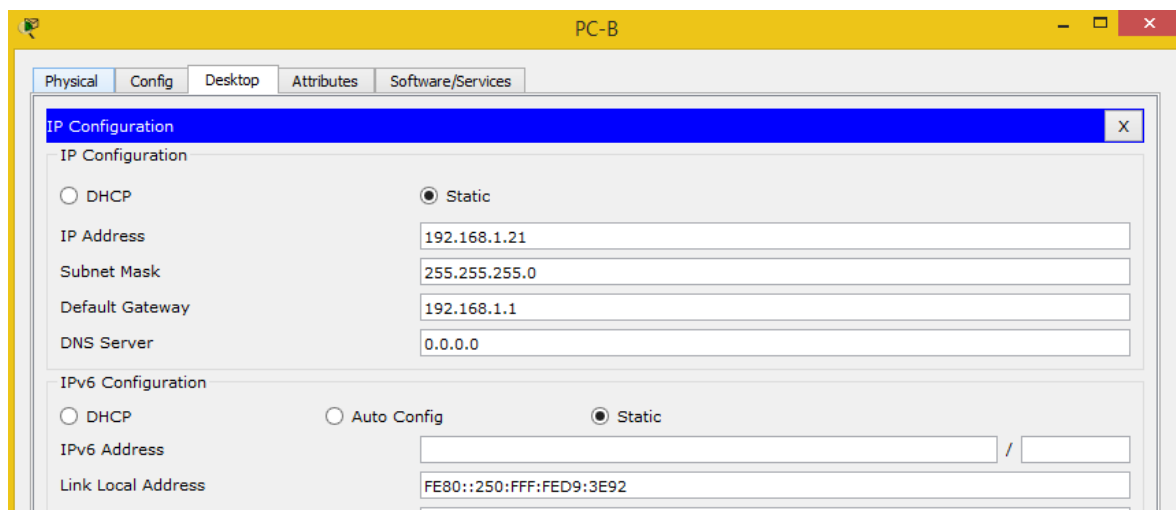 PC-B
Physical Config Desktop Attributes Software/Services
IP Configuration X
IP Configuration
DHCP Static
IP Address 192.168.1.21
Subnet Mask 255.255.255.0
Default Gateway 192.168.1.1
DNS Server 0.0.0.0
IPv6 Configuration
DHCP Auto Config Static
IPv6 Address /
Link Local Address FE80::250:FFF:FED9:3E92